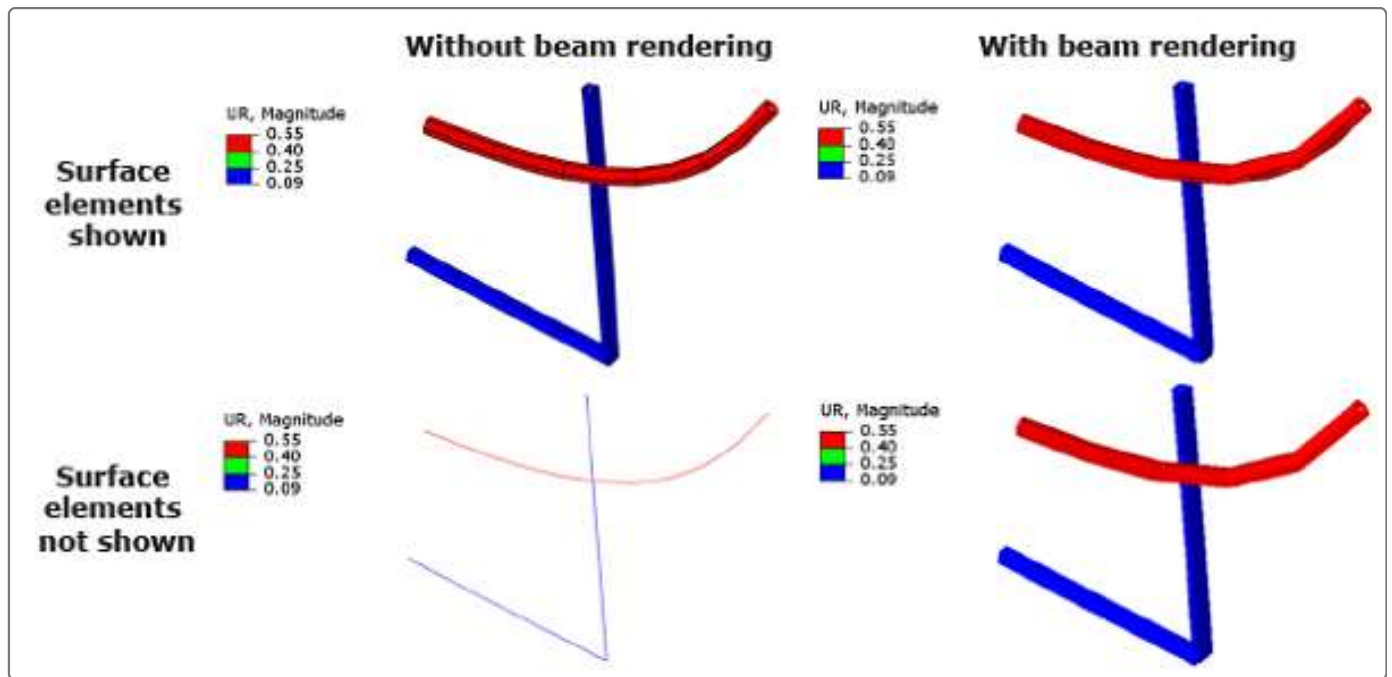 Without beam rendering
With beam rendering
Surface
elements
shown
UR, Magnitude
0.55
0.40
0.25
0.09
UR, Magnitude
0.55
0.40
0.25
0.09
Surface
elements
not shown
UR, Magnitude
0.55
0.40
0.25
0.09
UR, Magnitude
0.55
0.40
0.25
0.09